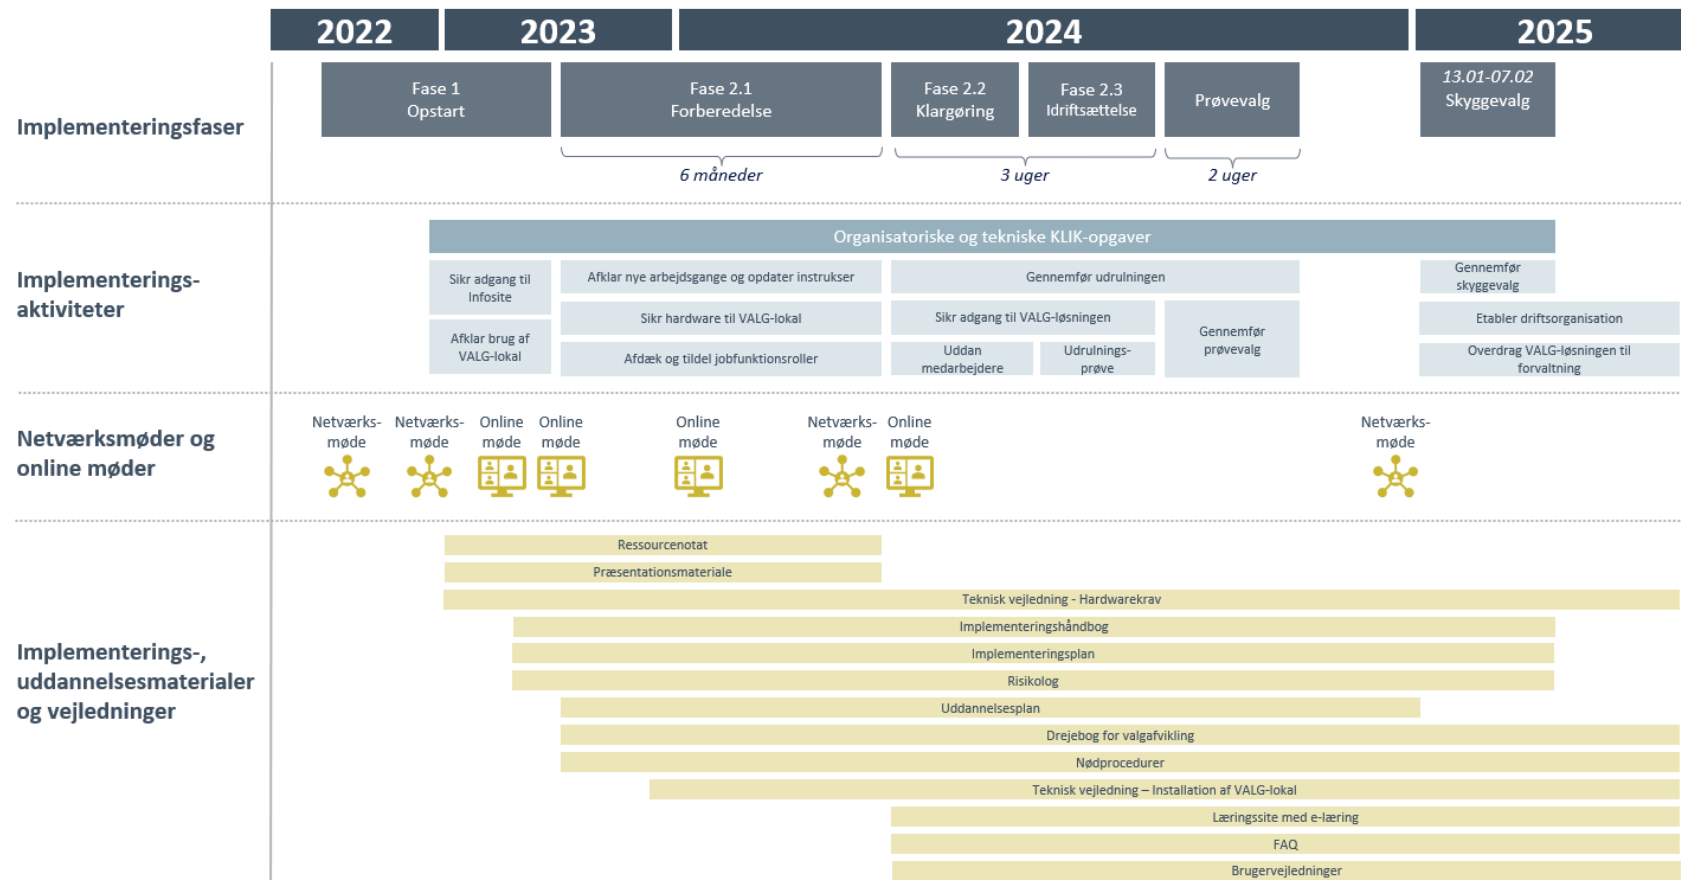 2022
2023
2024
2025
Implementeringsfaser
Fase 1
Opstart
Fase 2.1
Forberedelse
Fase 2.2
Klargøring
Fase 2.3
Idriftsættelse
Prøvevalg
13.01-07.02
Skyggevalg
6 måneder
3 uger
2 uger
Implementerings-
aktiviteter
Organisatoriske og tekniske KLIK-opgaver
Sikr adgang til
Infosite
Afklar brug af
VALG-lokal
Afklar nye arbejdsgange og opdater instrukser
Sikr hardware til VALG-lokal
Afdæk og tildel jobfunktionsroller
Gennemfør udrulningen
Sikr adgang til VALG-løsningen
Uddan
medarbejdere
Udrulnings-
prøve
Gennemfør
prøvevalg
Gennemfør
skyggevalg
Etabler driftsorganisation
Overdrag VALG-løsningen til
forvaltning
Netværksmøder og
online møder
Netværks-
møde
Netværks-
møde
Online
møde
Online
møde
Online
møde
Netværks-
møde
Online
møde
Netværks-
møde
Implementerings-,
uddannelsesmaterialer
og vejledninger
Ressourcenotat
Præsentationsmateriale
Teknisk vejledning - Hardwarekrav
Implementeringshåndbog
Implementeringsplan
Risikolog
Uddannelsesplan
Drejebog for valgafvikling
Nødprocedurer
Teknisk vejledning – Installation af VALG-lokal
Læringssite med e-læring
FAQ
Brugervejledninger